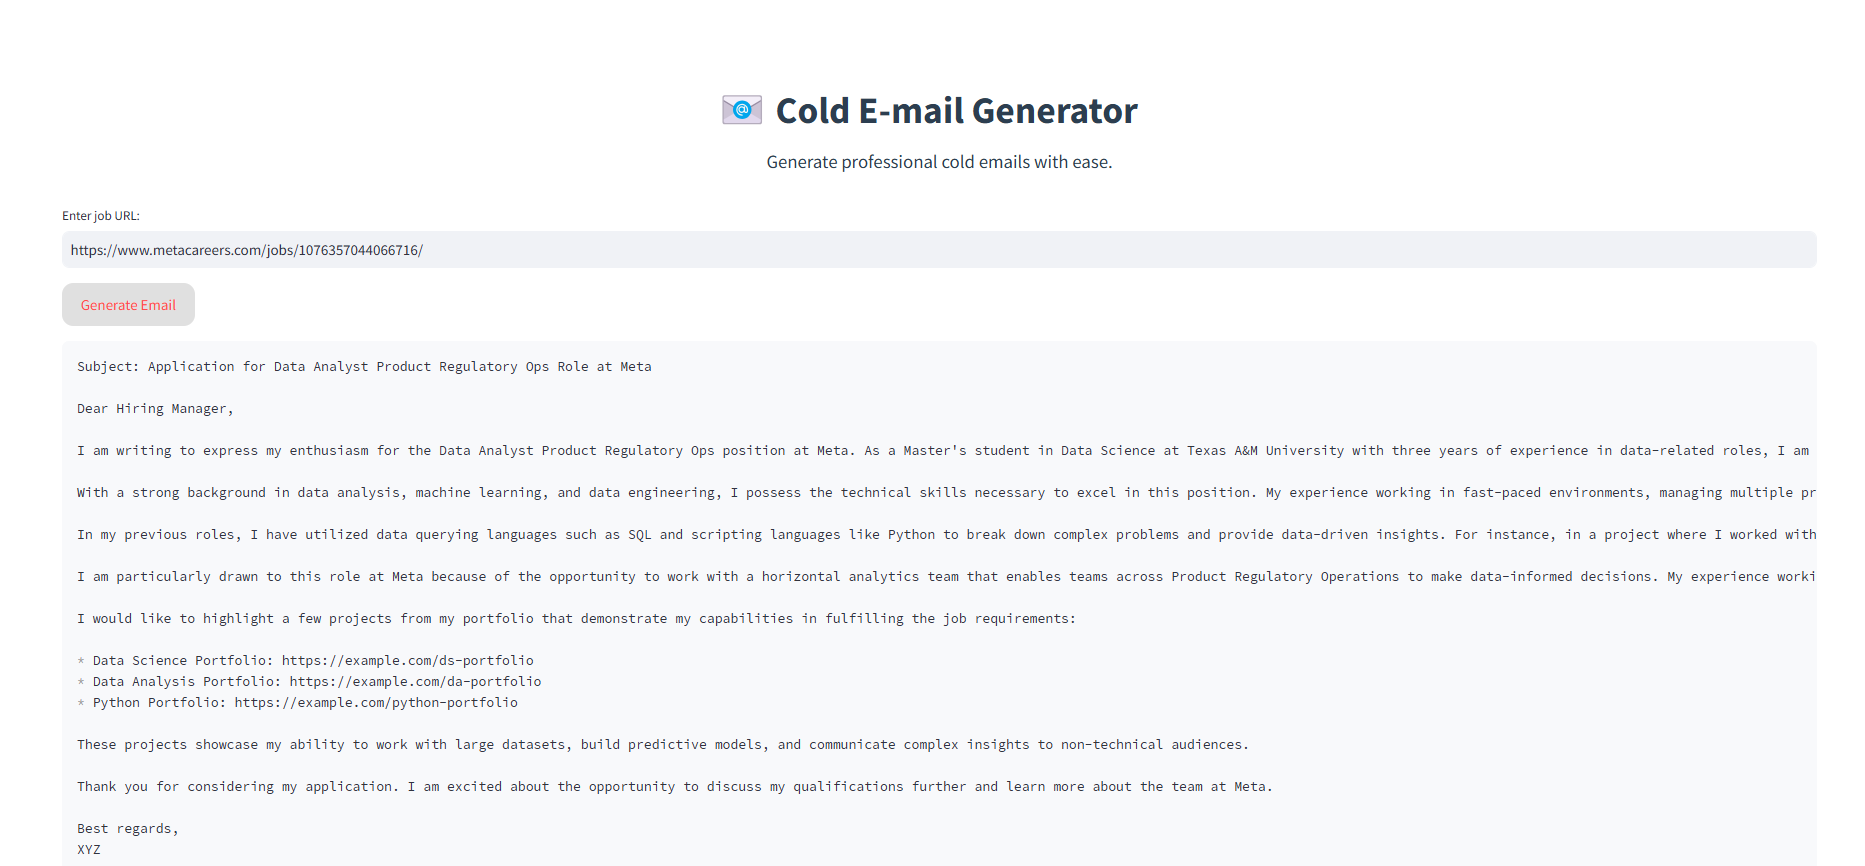 Cold E-mail Generator
Generate professional cold emails with ease.
Enter job URL:
https://www.metacareers.com/jobs/1076357044066716/
Generate Email
Subject: Application for Data Analyst Product Regulatory Ops Role at Meta
Dear Hiring Manager,
I am writing to express my enthusiasm for the Data Analyst Product Regulatory Ops position at Meta. As a Master's student in Data Science at Texas A&M University with three years of experience in data-related roles, I am
With a strong background in data analysis, machine learning, and data engineering, I possess the technical skills necessary to excel in this position. My experience working in fast-paced environments, managing multiple pr
In my previous roles, I have utilized data querying languages such as SQL and scripting languages like Python to break down complex problems and provide data-driven insights. For instance, in a project where I worked with
I am particularly drawn to this role at Meta because of the opportunity to work with a horizontal analytics team that enables teams across Product Regulatory Operations to make data-informed decisions. My experience worki
I would like to highlight a few projects from my portfolio that demonstrate my capabilities in fulfilling the job requirements:
* Data Science Portfolio: https://example.com/ds-portfolio
* Data Analysis Portfolio: https://example.com/da-portfolio
* Python Portfolio: https://example.com/python-portfolio
These projects showcase my ability to work with large datasets, build predictive models, and communicate complex insights to non-technical audiences.
Thank you for considering my application. I am excited about the opportunity to discuss my qualifications further and learn more about the team at Meta.
Best regards,
XYZ